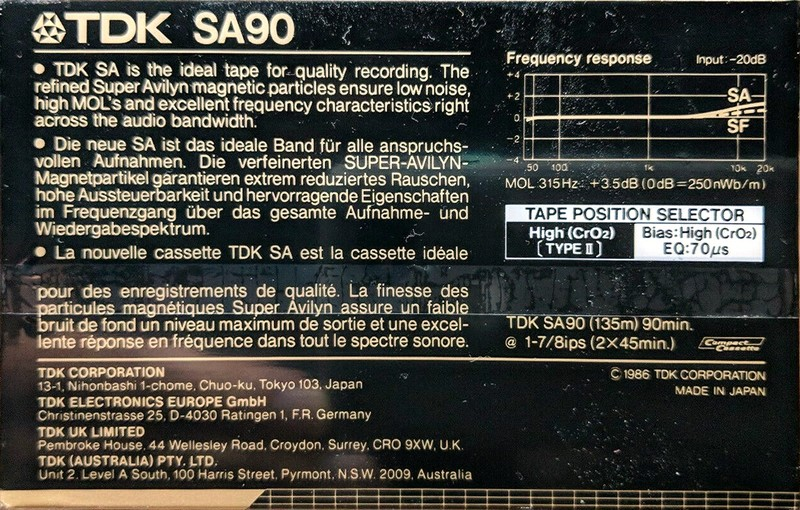 TDK SA90
• TDK SA is the ideal tape for quality recording. The
refined Super Avilyn magnetic particles ensure low noise,
high MOL's and excellent frequency characteristics right
across the audio bandwidth.
• Die neue SA ist das ideale Band für alle anspruchs-
vollen Aufnahmen. Die verfeinerten SUPER-AVILYN-
Magnetpartikel garantieren extrem reduziertes Rauschen,
hohe Aussteuerbarkeit und hervorragende Eigenschaften
im Frequenzgang über das gesamte Aufnahme- und
Wiedergabespektrum.
• La nouvelle cassette TDK SA est la cassette idéale
pour des enregistrements de qualité. La finesse des
particules magnétiques Super Avilyn assure un faible
bruit de fond un niveau maximum de sortie et une excel-
lente réponse en fréquence dans tout le spectre sonore.
Frequency response Input: -20dB
+4
+2
0
2
-4
SA
SF
50 100 1k 10k 20k
MOL 315Hz: +3.5dB (0dB=250nWb/m)
TAPE POSITION SELECTOR
High (CrO₂) Bias: High (CrO₂)
[TYPE II] EQ: 70μs
TDK SA90 (135m) 90min.
@ 1-7/8ips (2×45min.) Compact Cassette
TDK CORPORATION
13-1, Nihonbashi 1-chome, Chuo-ku, Tokyo 103, Japan
TDK ELECTRONICS EUROPE GmbH
Christinenstrasse 25, D-4030 Ratingen 1, F.R. Germany
TDK UK LIMITED
Pembroke House, 44 Wellesley Road, Croydon, Surrey, CRO 9XW, U.K.
TDK (AUSTRALIA) PTY. LTD.
Unit 2, Level A South, 100 Harris Street, Pyrmont, N.S.W. 2009, Australia
© 1986 TDK CORPORATION
MADE IN JAPAN